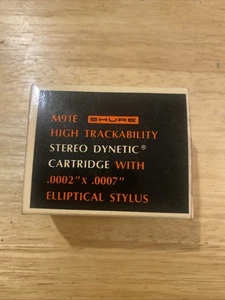 M91E SHURE
HIGH TRACKABILITY
STEREO DYNETIC®
CARTRIDGE WITH
.0002" X .0007"
ELLIPTICAL STYLUS